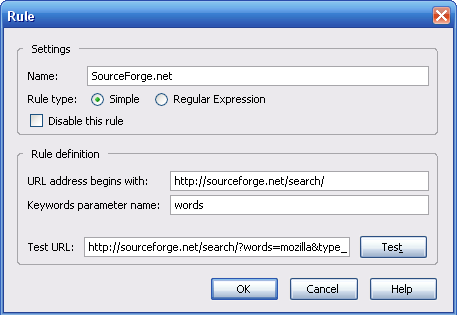 Rule
Settings
Name: SourceForge.net
Rule type: Simple Regular Expression
Disable this rule
Rule definition
URL address begins with: http://sourceforge.net/search/
Keywords parameter name: words
Test URL: http://sourceforge.net/search/?words=mozilla&type_ Test
OK Cancel Help